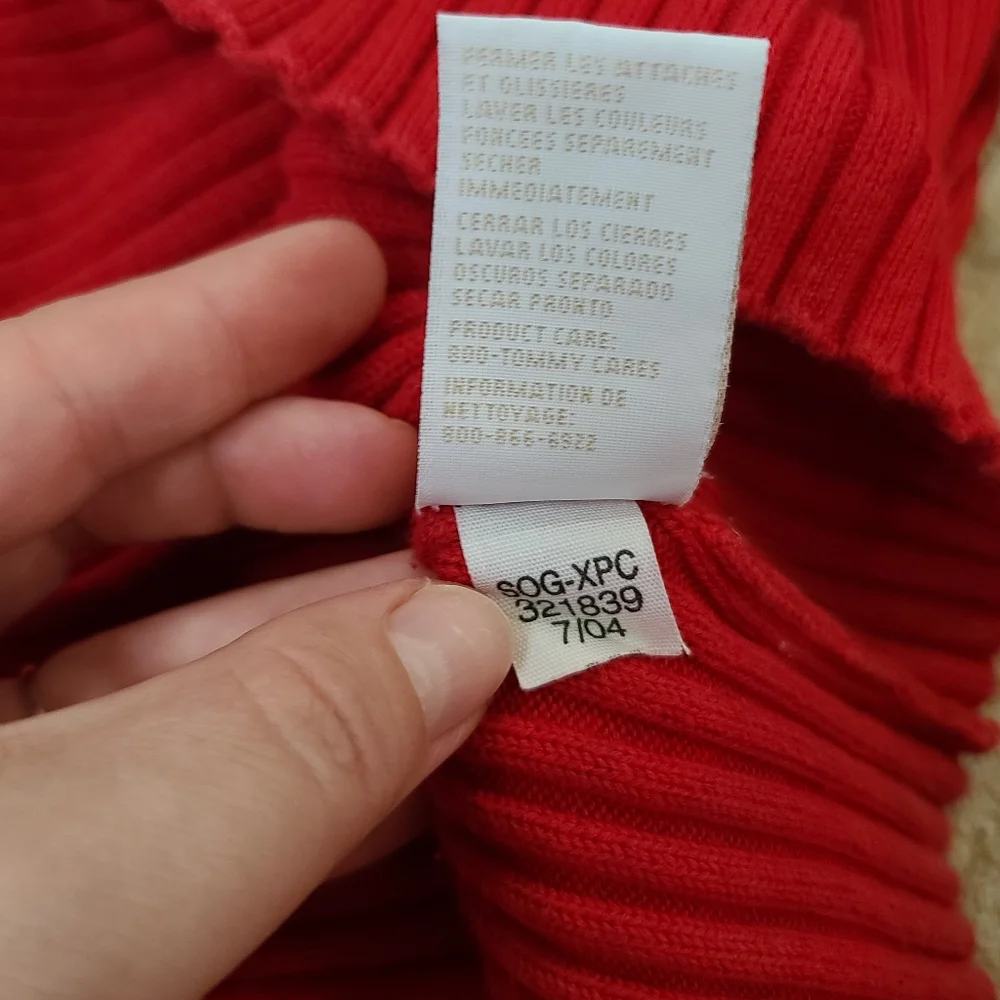 FERMER LES ATTACHES
ET GLISSIERES
LAVER LES COULEURS
FONCEES SEPAREMENT
SECHER
IMMEDIATEMENT
CERRAR LOS CIERRES
LAVAR LOS COLORES
OSCUROS SEPARADO
SECAR PRONTO
PRODUCT CARE:
800-TOMMY CARES
INFORMATION DE
NETTOYAGE:
800-866-6922
SOG-XPC
321839
7/04